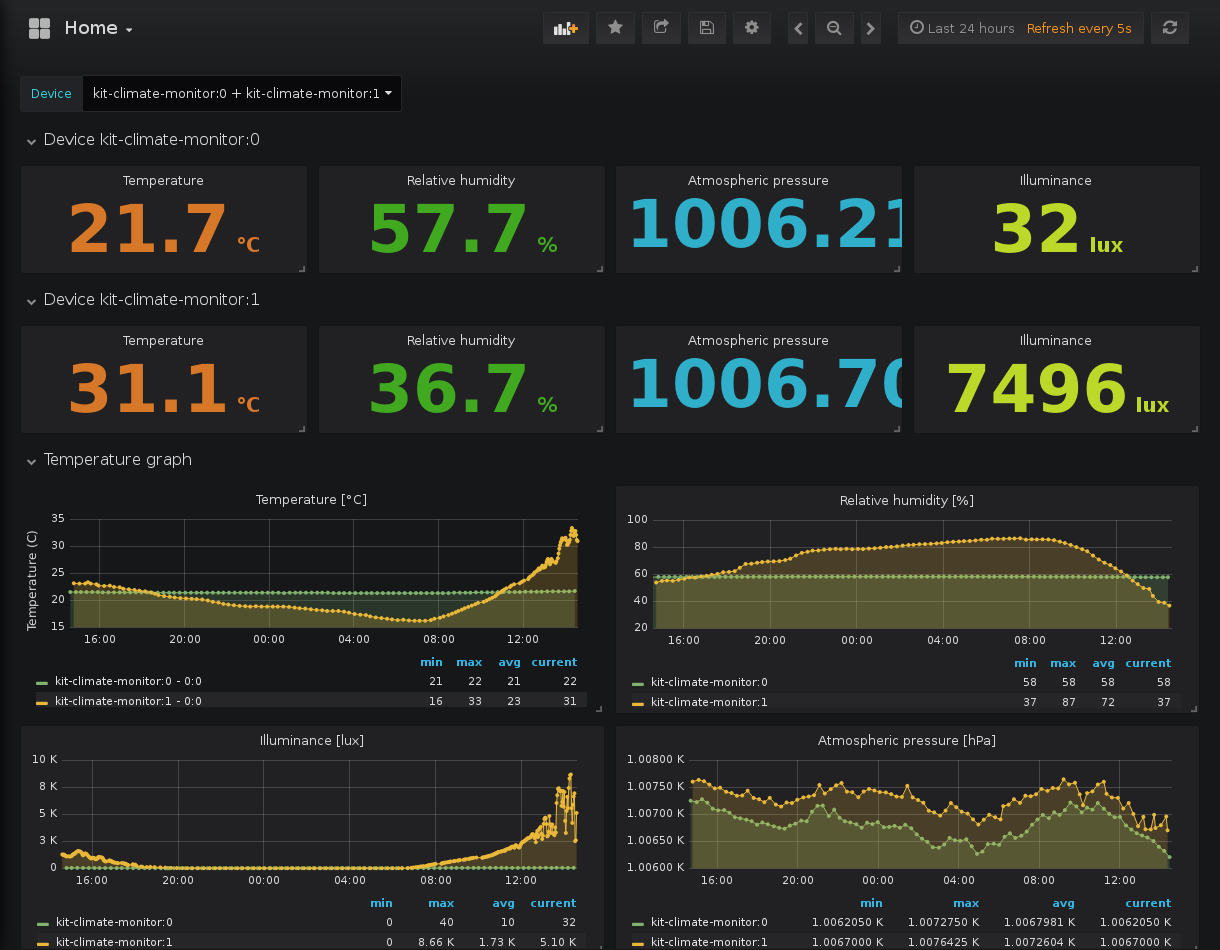 Home
Last 24 hours Refresh every 5s
Device kit-climate-monitor:0 + kit-climate-monitor:1
Device kit-climate-monitor:0
Temperature Relative humidity Atmospheric pressure Illuminance
21.7 °C 57.7 % 1006.21 32 lux
Device kit-climate-monitor:1
Temperature Relative humidity Atmospheric pressure Illuminance
31.1 °C 36.7 % 1006.70 7496 lux
Temperature graph
Temperature [°C]
Temperature (C)
35
30
25
20
15
16:00 20:00 00:00 04:00 08:00 12:00
min max avg current
kit-climate-monitor:0 - 0:0 21 22 21 22
kit-climate-monitor:1 - 0:0 16 33 23 31
Relative humidity [%]
100
80
60
40
20
16:00 20:00 00:00 04:00 08:00 12:00
min max avg current
kit-climate-monitor:0 58 58 58 58
kit-climate-monitor:1 37 87 72 37
Illuminance [lux]
10 K
8 K
5 K
3 K
0
16:00 20:00 00:00 04:00 08:00 12:00
min max avg current
kit-climate-monitor:0 0 40 10 32
kit-climate-monitor:1 0 8.66 K 1.73 K 5.10 K
Atmospheric pressure [hPa]
1.00800 K
1.00750 K
1.00700 K
1.00650 K
1.00600 K
16:00 20:00 00:00 04:00 08:00 12:00
min max avg current
kit-climate-monitor:0 1.0062050 K 1.0072750 K 1.0067981 K 1.0062050 K
kit-climate-monitor:1 1.0067000 K 1.0076425 K 1.0072604 K 1.0067000 K